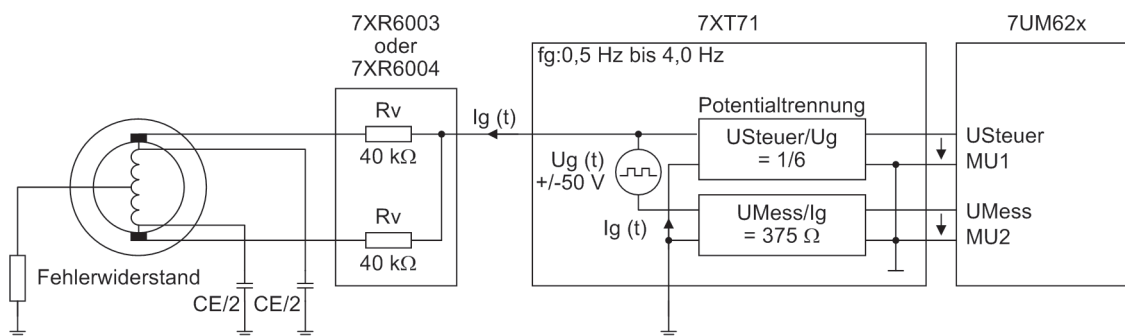 7XR6003
oder
7XR6004
7XT71
7UM62x
fg:0,5 Hz bis 4,0 Hz
Rv
40 kΩ
Ig (t)
Potentialtrennung
USteuer/Ug
= 1/6
USteuer
MU1
Ug (t)
+/-50 V
Rv
40 kΩ
Ig (t)
UMess/Ig
= 375 Ω
UMess
MU2
Fehlerwiderstand
CE/2
CE/2